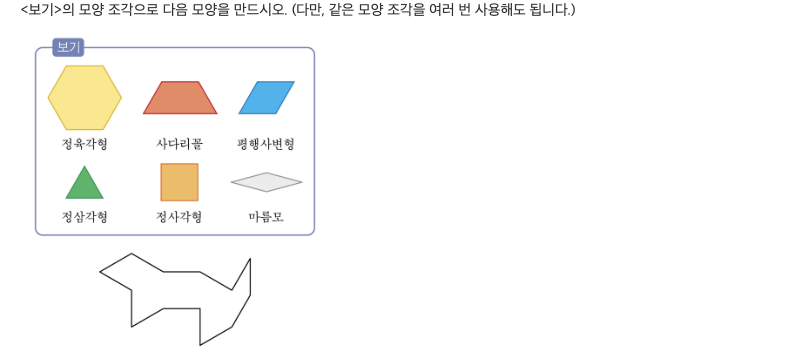 <보기>의 모양 조각으로 다음 모양을 만드시오. (다만, 같은 모양 조각을 여러 번 사용해도 됩니다.)
보기
정육각형 사다리꼴 평행사변형
정삼각형 정사각형 마름모